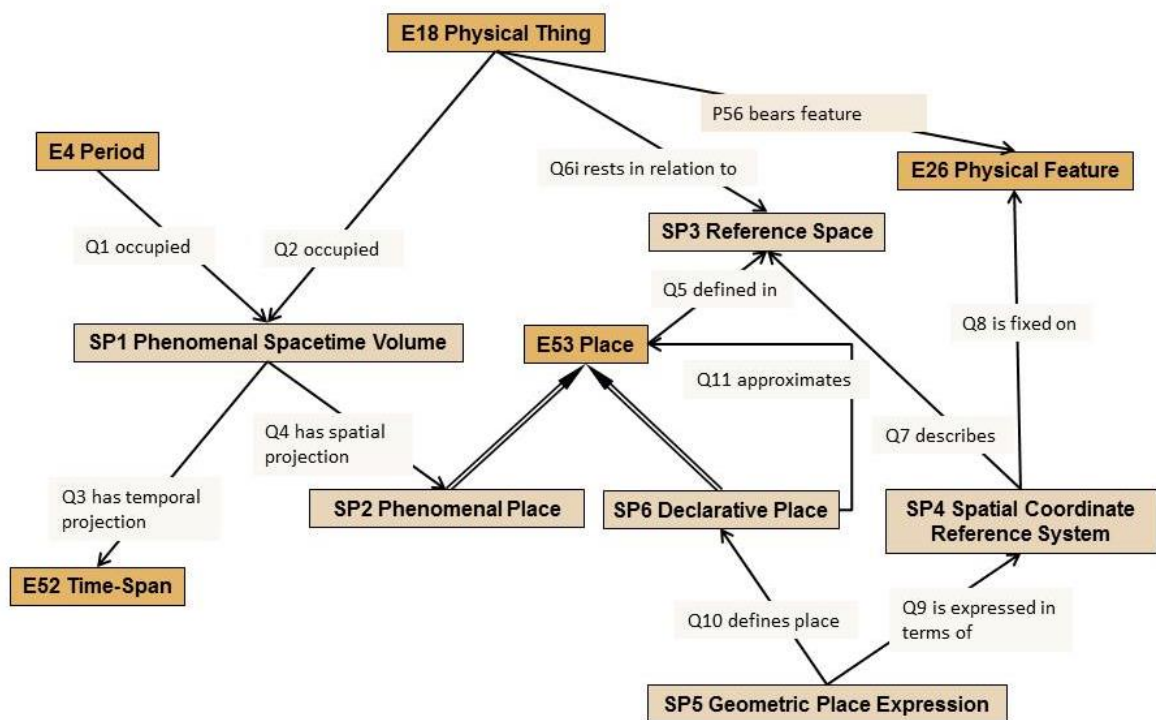 E18 Physical Thing
P56 bears feature
E4 Period
Q6i rests in relation to
E26 Physical Feature
SP3 Reference Space
Q1 occupied
Q2 occupied
Q5 defined in
Q8 is fixed on
SP1 Phenomenal Spacetime Volume
E53 Place
Q11 approximates
Q4 has spatial
projection
Q7 describes
Q3 has temporal
projection
SP2 Phenomenal Place
SP6 Declarative Place
SP4 Spatial Coordinate
Reference System
E52 Time-Span
Q10 defines place
Q9 is expressed in
terms of
SP5 Geometric Place Expression